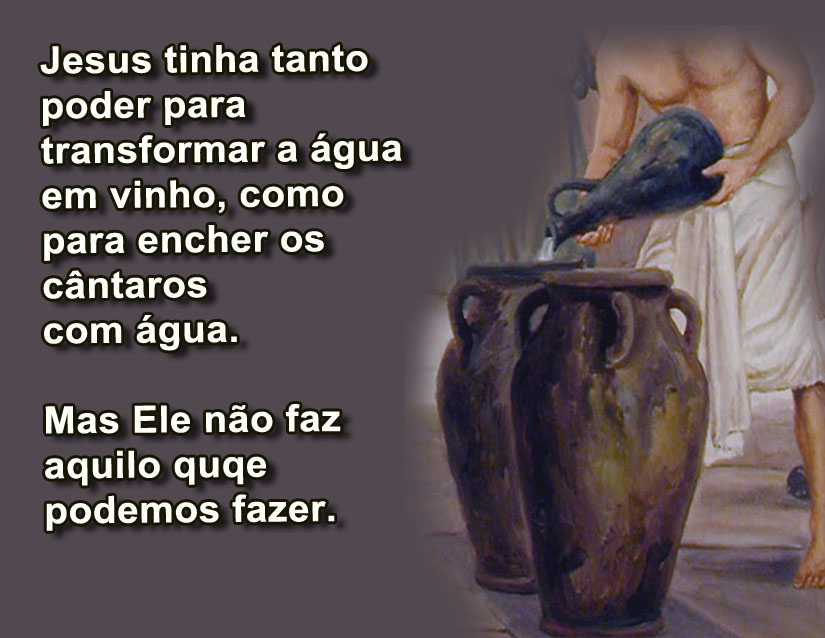 Jesus tinha tanto
poder para
transformar a água
em vinho, como
para encher os
cântaros
com água.
Mas Ele não faz
aquilo quqe
podemos fazer.